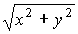 √(x² + y²)